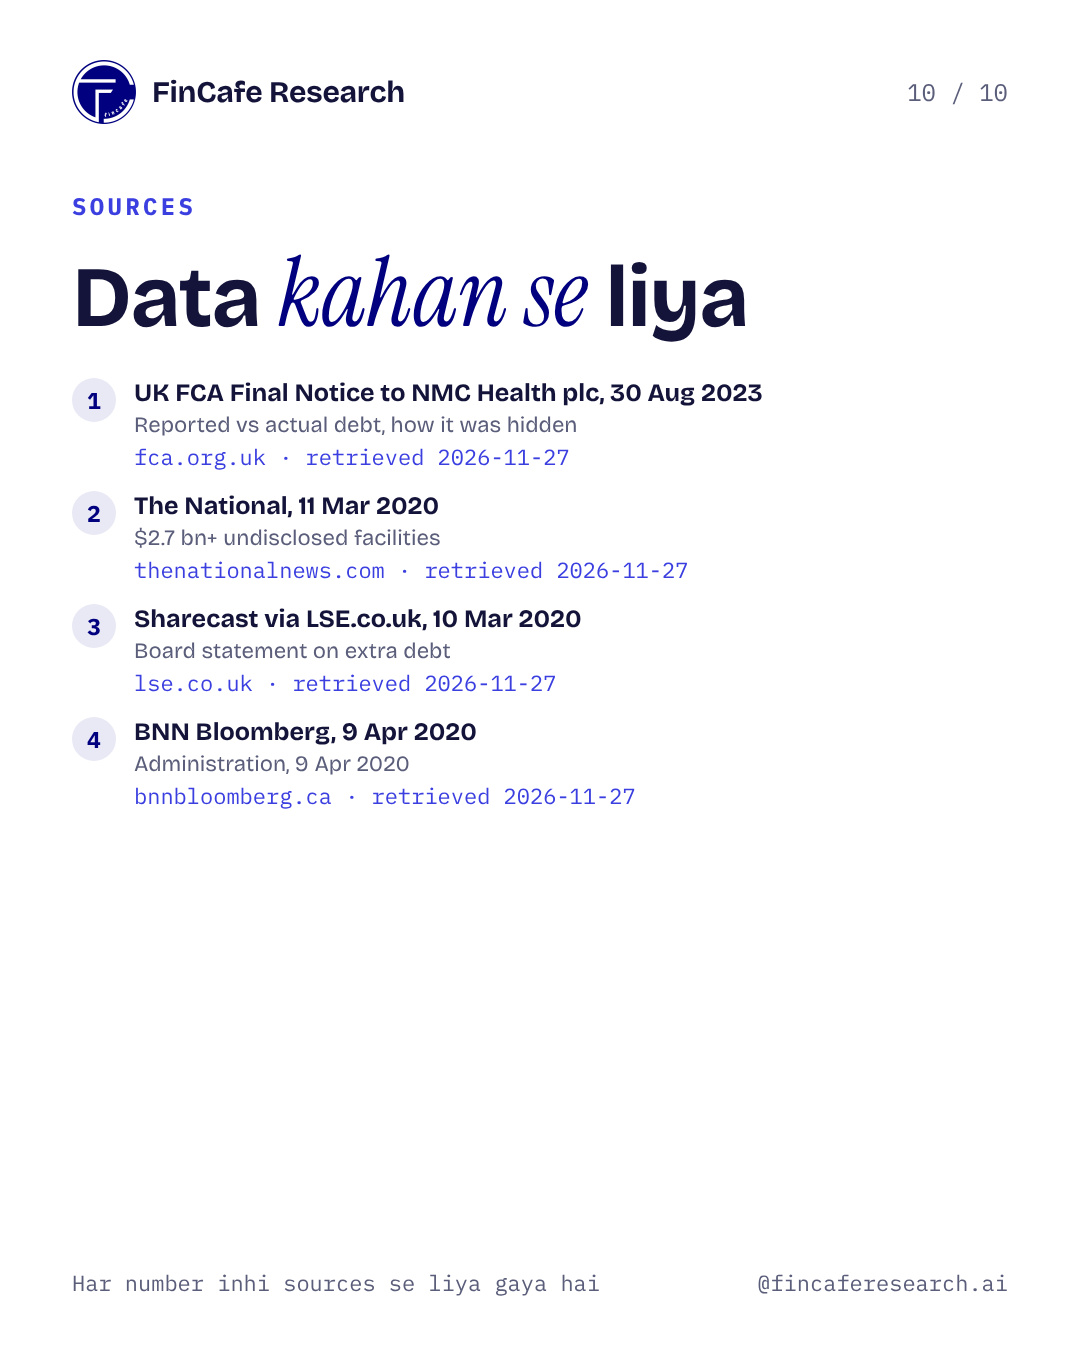 fincafe
FinCafe Research
10 / 10
SOURCES
Data kahan se liya
1
UK FCA Final Notice to NMC Health plc, 30 Aug 2023
Reported vs actual debt, how it was hidden
fca.org.uk · retrieved 2026-11-27
2
The National, 11 Mar 2020
$2.7 bn+ undisclosed facilities
thenationalnews.com · retrieved 2026-11-27
3
Sharecast via LSE.co.uk, 10 Mar 2020
Board statement on extra debt
lse.co.uk · retrieved 2026-11-27
4
BNN Bloomberg, 9 Apr 2020
Administration, 9 Apr 2020
bnnbloomberg.ca · retrieved 2026-11-27
Har number inhi sources se liya gaya hai
@fincaferesearch.ai